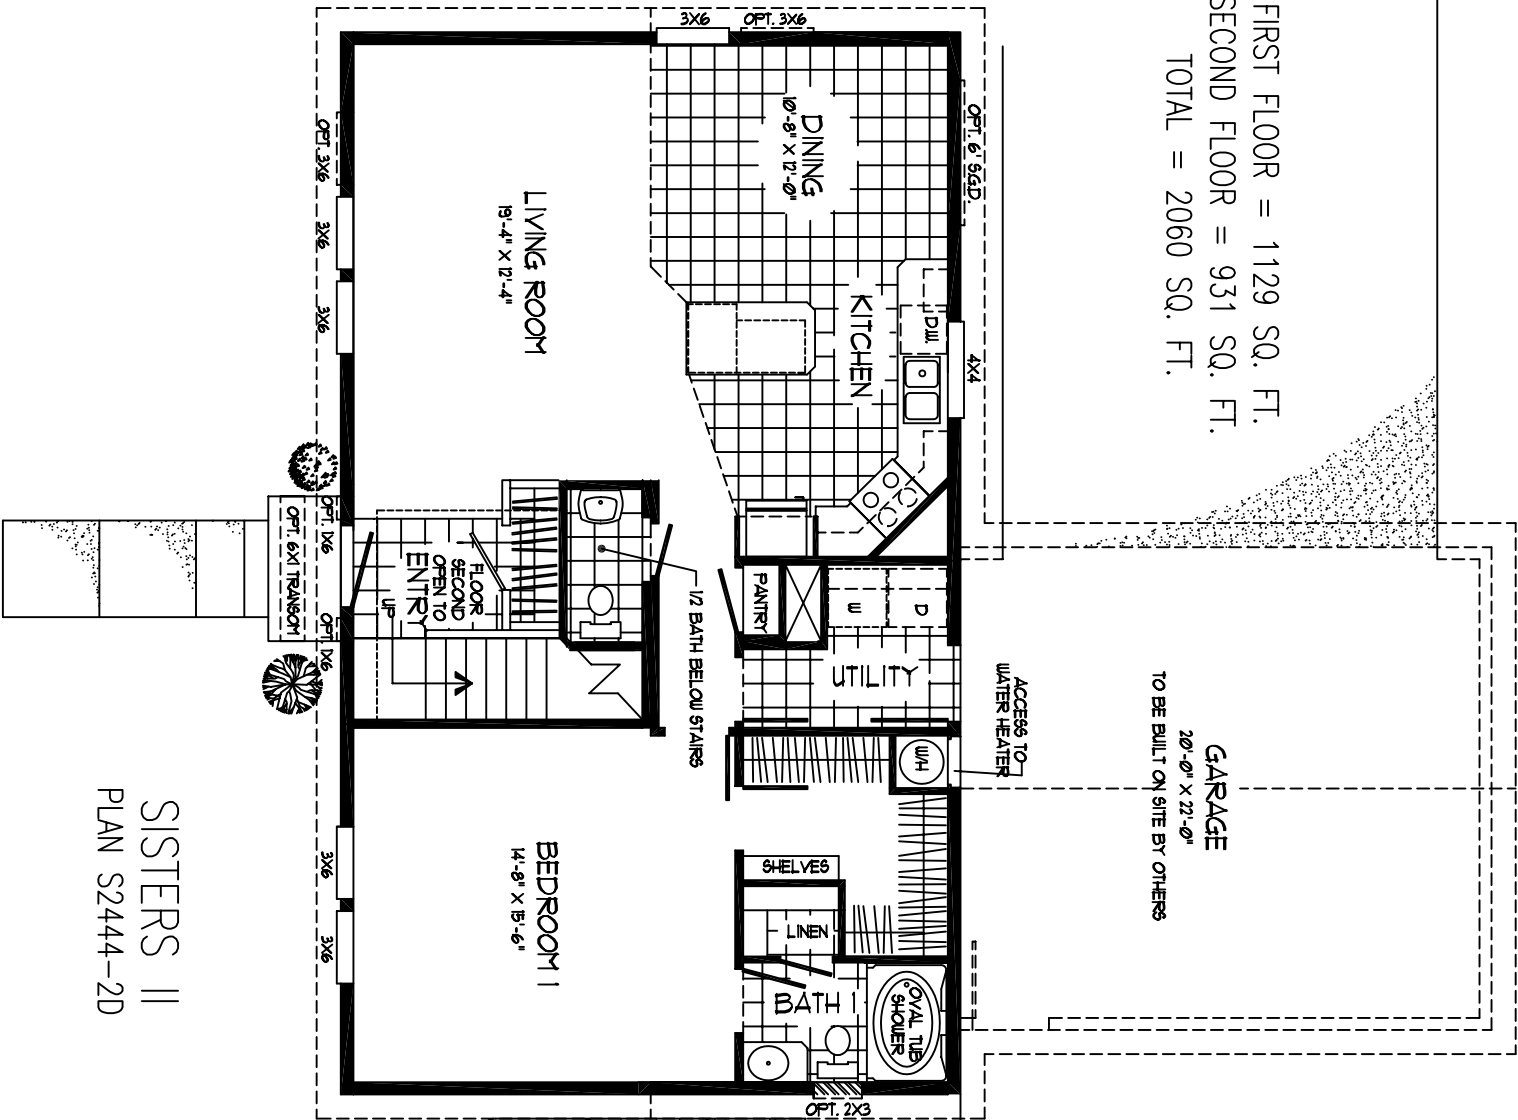 FIRST FLOOR = 1129 SQ. FT.
SECOND FLOOR = 931 SQ. FT.
TOTAL = 2060 SQ. FT.
3X6
OPT. 3X6
OPT. 6' S.G.D.
DINING
10'-8" X 12'-0"
KITCHEN
D.W.
4X4
LIVING ROOM
19'-4" X 12'-4"
OPT. 3X6
3X6
3X6
OPT. 1X6
OPT. 6X1 TRANSOM
OPT. 1X6
FLOOR
SECOND
OPEN TO
ENTRY
UP
1/2 BATH BELOW STAIRS
PANTRY
W
D
UTILITY
ACCESS TO
WATER HEATER
W/H
GARAGE
20'-0" X 22'-0"
TO BE BUILT ON SITE BY OTHERS
SHELVES
LINEN
BATH 1
OVAL TUB
SHOWER
OPT. 2X3
BEDROOM 1
14'-8" X 15'-6"
3X6
3X6
SISTERS II
PLAN S2444-2D